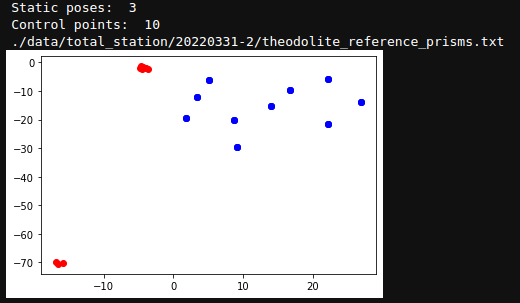 Static poses:  3
Control points:  10
./data/total_station/20220331-2/theodolite_reference_prisms.txt
0
−10
−20
−30
−40
−50
−60
−70
−10 0 10 20